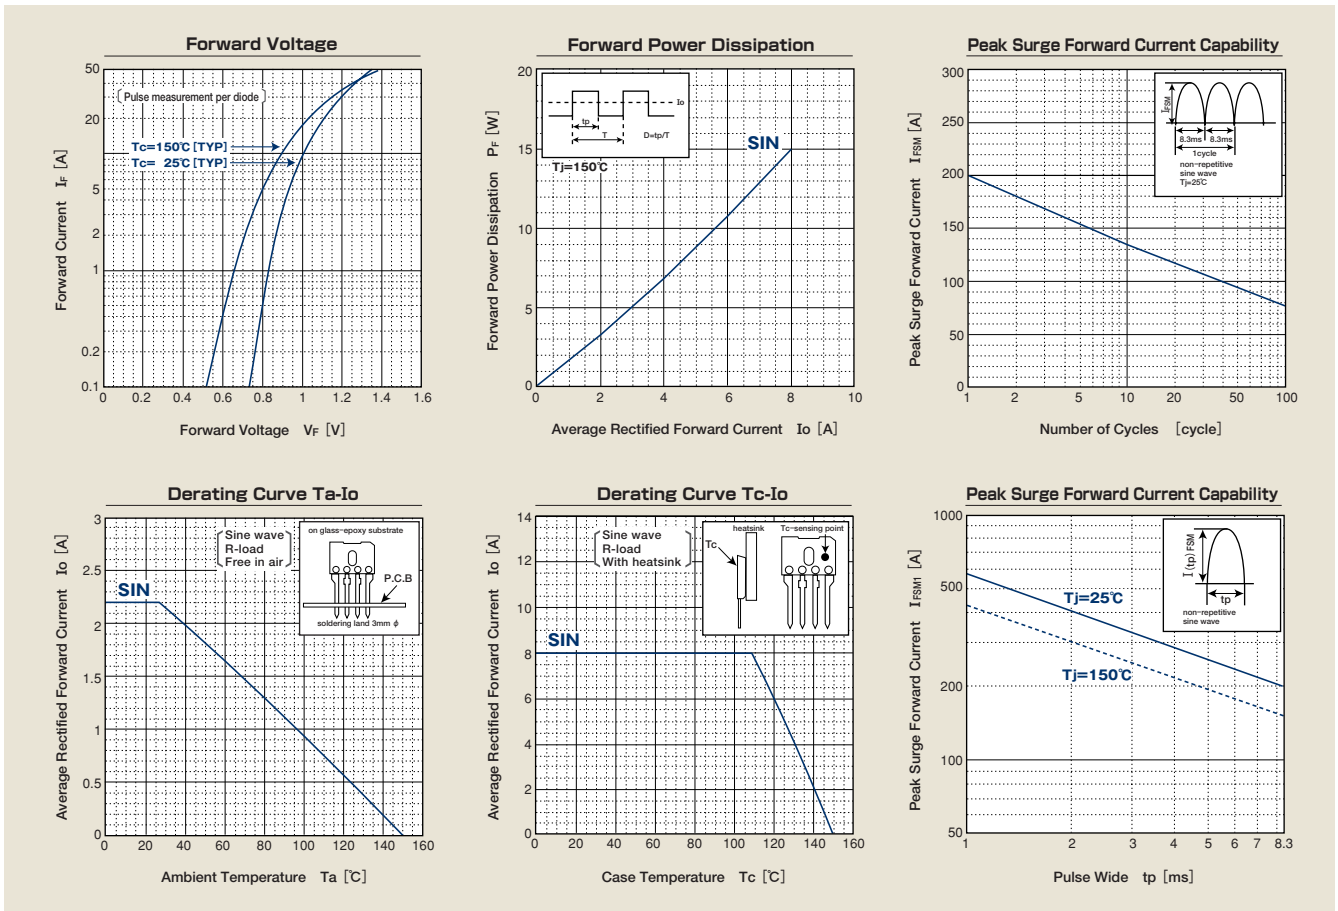 Forward Voltage
50
20
5
2
1
0.2
0.1
Forward Current IF [A]
Pulse measurement per diode
Tc=150℃ [TYP]
Tc= 25℃ [TYP]
0 0.2 0.4 0.6 0.8 1 1.2 1.4 1.6
Forward Voltage VF [V]
Forward Power Dissipation
20
15
10
5
0
Forward Power Dissipation PF [W]
Io
tp
T
D=tp/T
Tj=150℃
SIN
0 2 4 6 8 10
Average Rectified Forward Current Io [A]
Peak Surge Forward Current Capability
300
250
200
150
100
50
0
Peak Surge Forward Current IFSM [A]
IFSM
8.3ms 8.3ms
1cycle
non-repetitive
sine wave
Tj=25℃
1 2 5 10 20 50 100
Number of Cycles [cycle]
Derating Curve Ta-Io
3
2.5
2
1.5
1
0.5
0
Average Rectified Forward Current Io [A]
Sine wave
R-load
Free in air
on glass-epoxy substrate
P.C.B
soldering land 3mm φ
SIN
0 20 40 60 80 100 120 140 160
Ambient Temperature Ta [℃]
Derating Curve Tc-Io
14
12
10
8
6
4
2
0
Average Rectified Forward Current Io [A]
Sine wave
R-load
With heatsink
heatsink
Tc-sensing point
Tc
SIN
0 20 40 60 80 100 120 140 160
Case Temperature Tc [℃]
Peak Surge Forward Current Capability
1000
500
200
100
50
Peak Surge Forward Current IFSM1 [A]
I (tp) FSM
tp
non-repetitive
sine wave
Tj=25℃
Tj=150℃
1 2 3 4 5 6 7 8.3
Pulse Wide tp [ms]